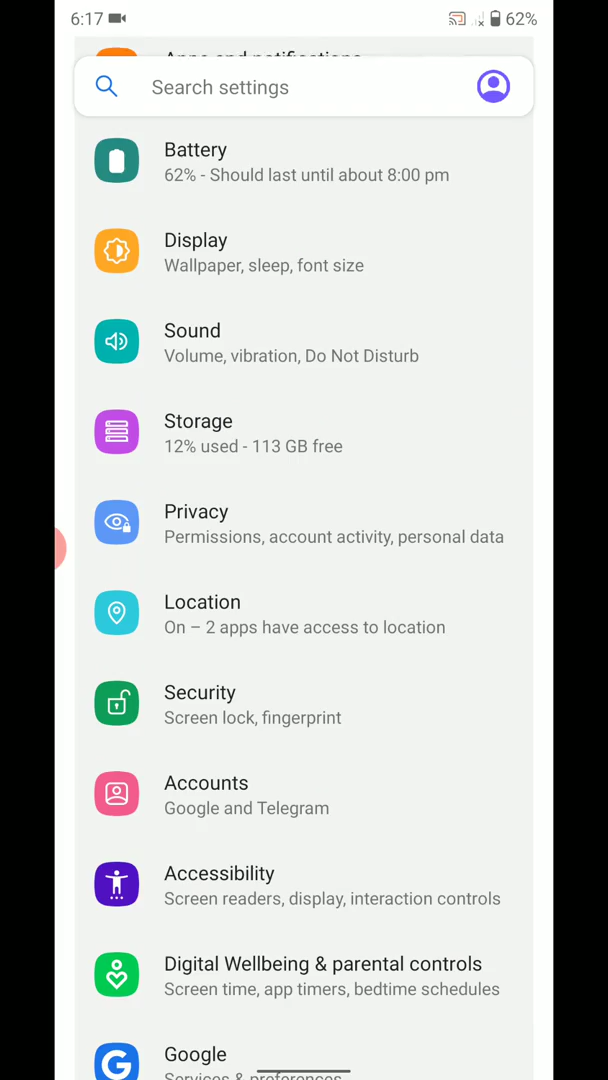 6:17
62%
Apps and notifications
Search settings
Battery
62% - Should last until about 8:00 pm
Display
Wallpaper, sleep, font size
Sound
Volume, vibration, Do Not Disturb
Storage
12% used - 113 GB free
Privacy
Permissions, account activity, personal data
Location
On – 2 apps have access to location
Security
Screen lock, fingerprint
Accounts
Google and Telegram
Accessibility
Screen readers, display, interaction controls
Digital Wellbeing & parental controls
Screen time, app timers, bedtime schedules
G
Google
Services & preferences